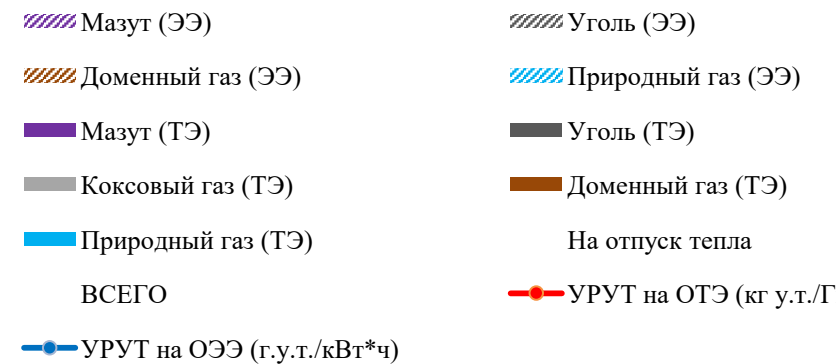 Мазут (ЭЭ) Уголь (ЭЭ)
Доменный газ (ЭЭ) Природный газ (ЭЭ)
Мазут (ТЭ) Уголь (ТЭ)
Коксовый газ (ТЭ) Доменный газ (ТЭ)
Природный газ (ТЭ) На отпуск тепла
ВСЕГО УРУТ на ОТЭ (кг у.т./Г
УРУТ на ОЭЭ (г.у.т./кВт*ч)